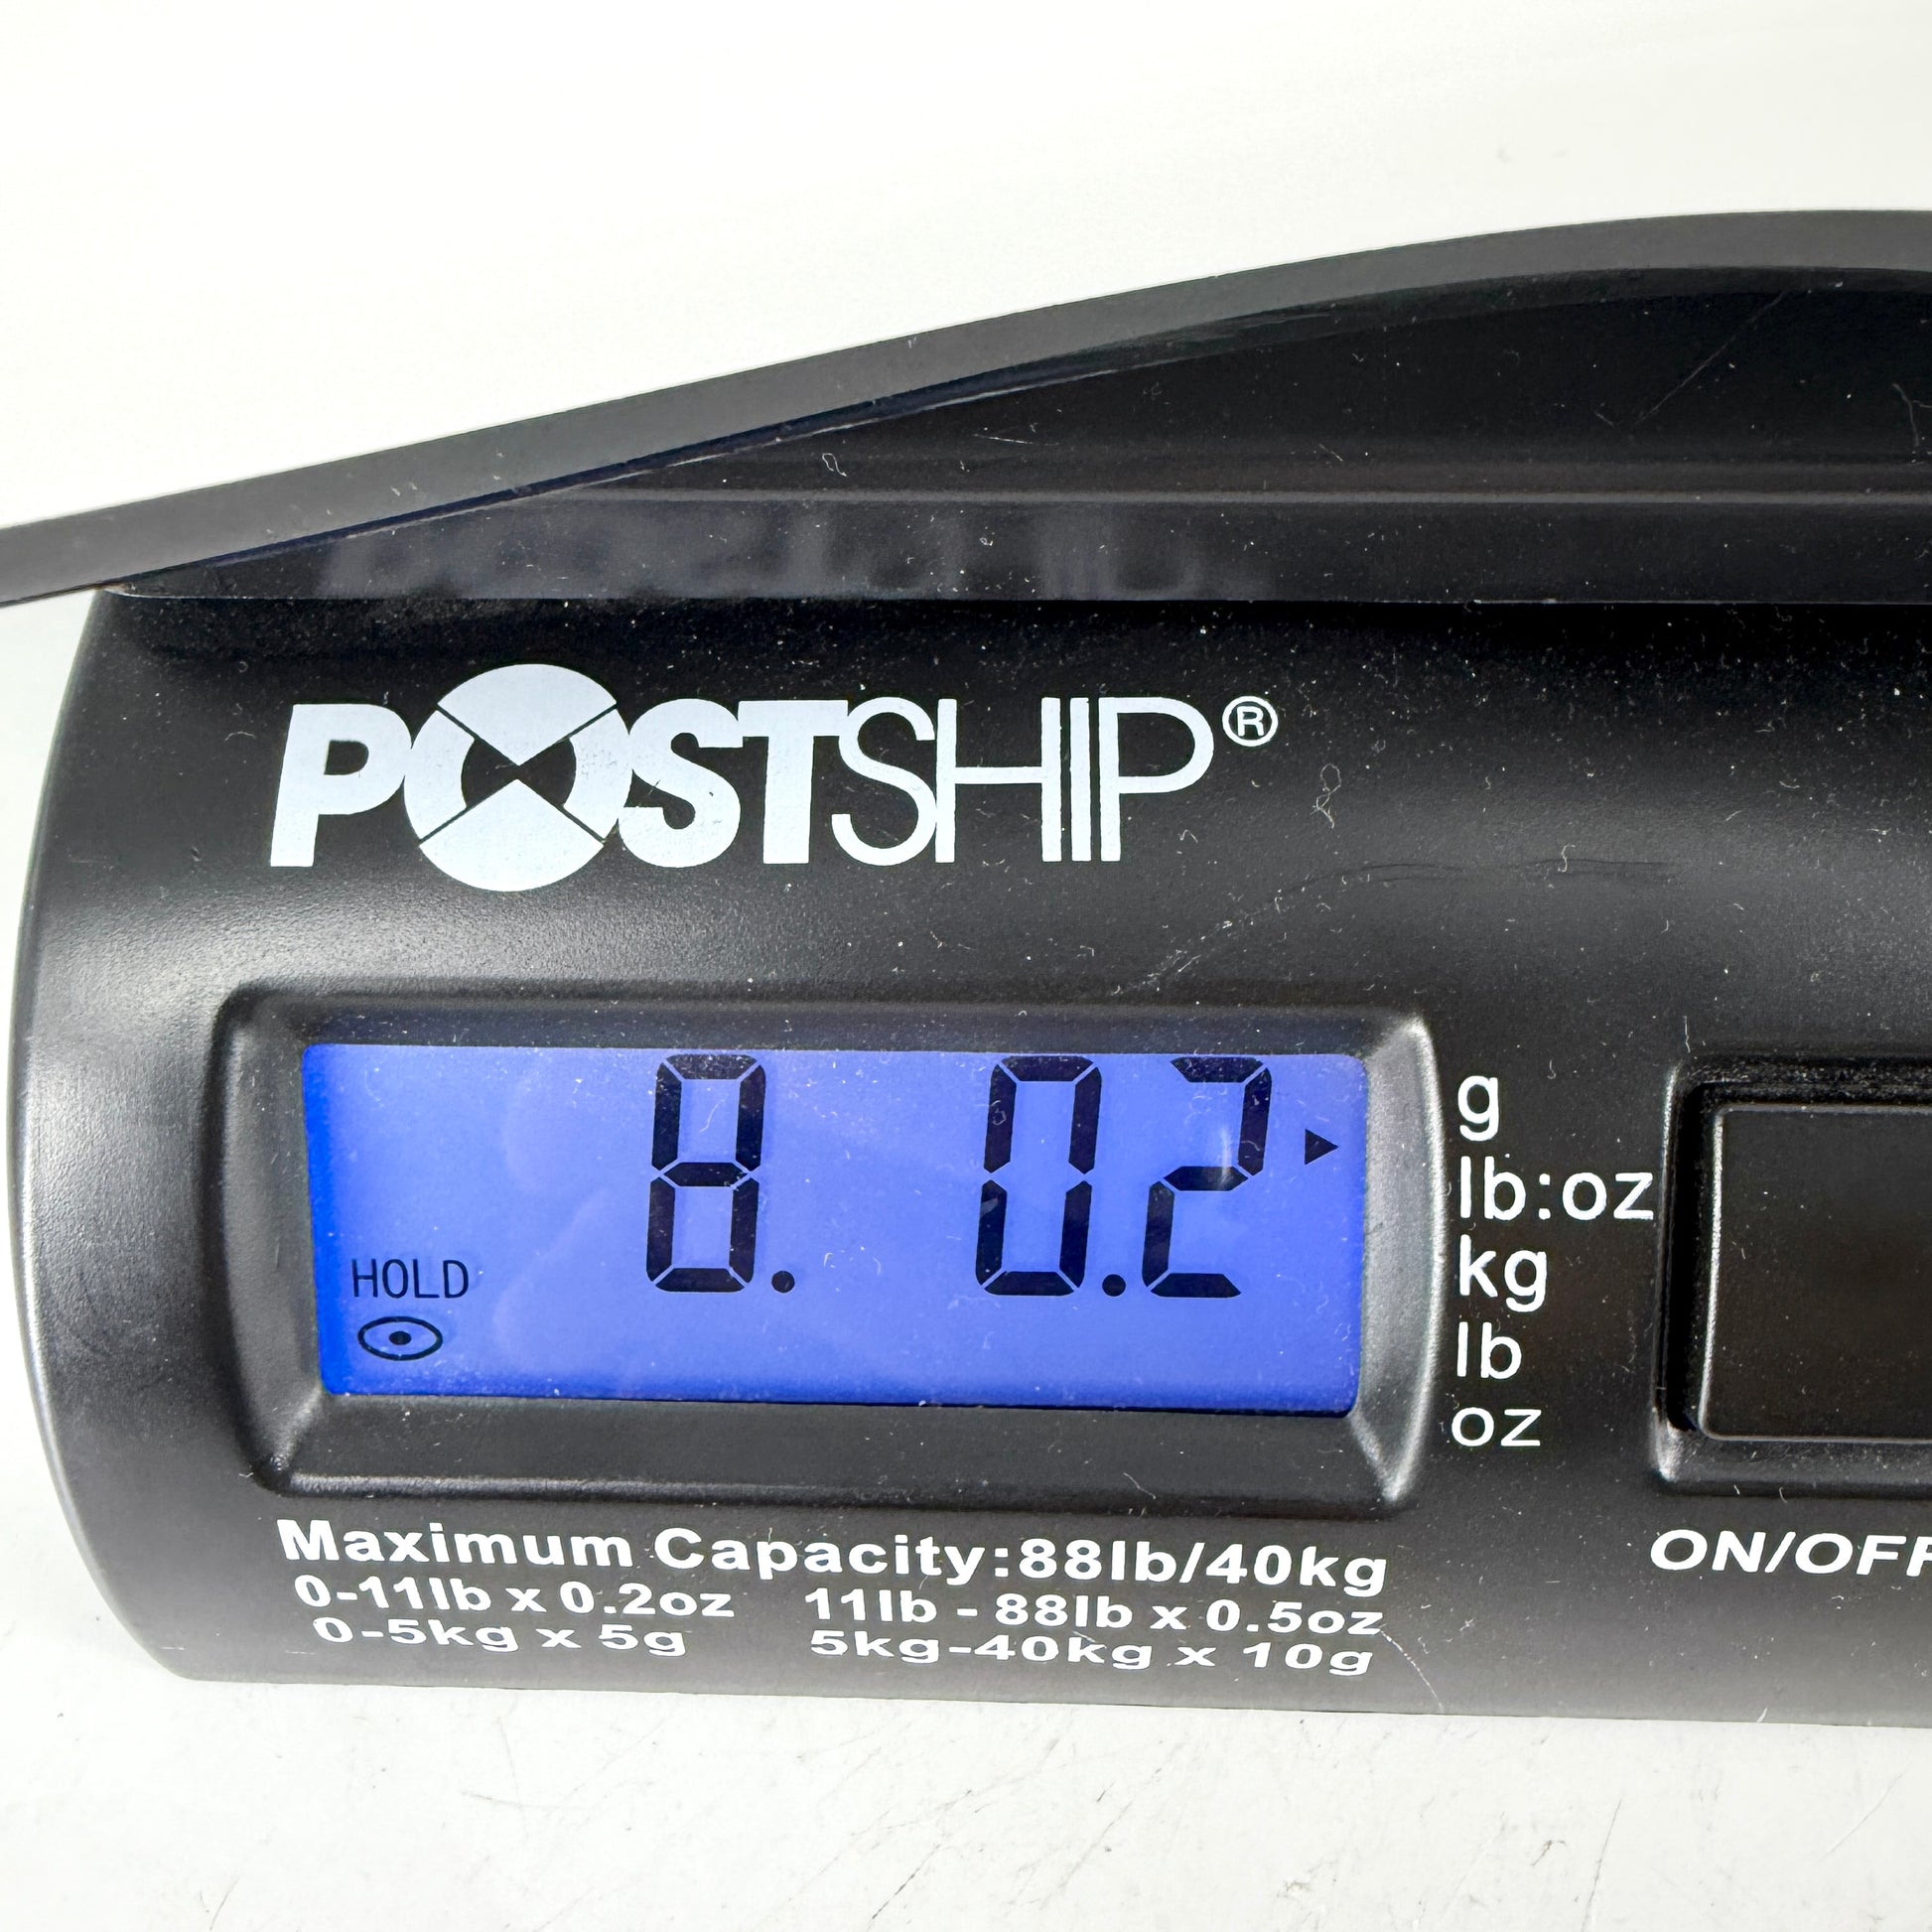 POSTSHIP®
8. 0.2
HOLD
g
lb:oz
kg
lb
oz
Maximum Capacity:88lb/40kg
0-11lb x 0.2oz 11lb - 88lb x 0.5oz
0-5kg x 5g 5kg-40kg x 10g
ON/OFF